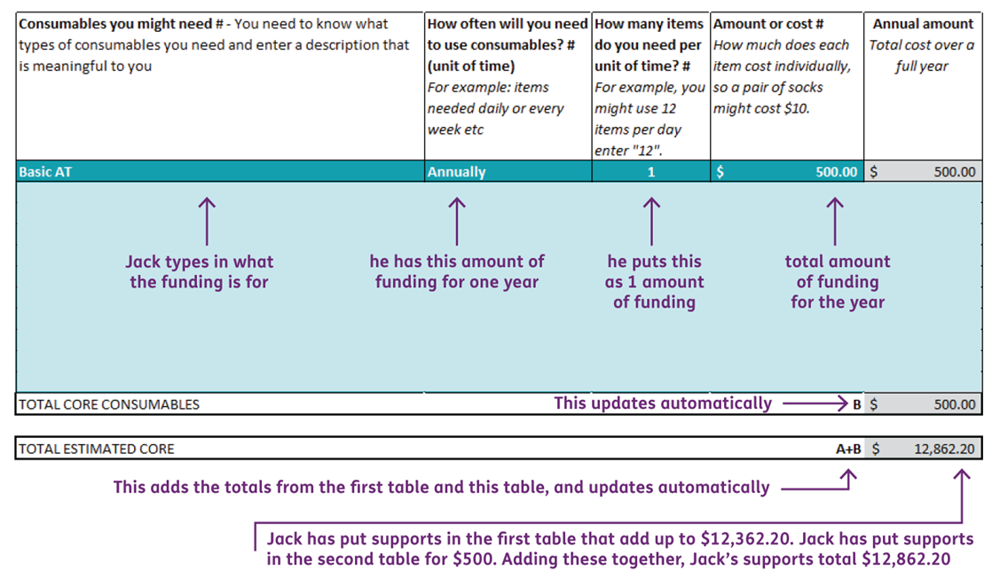 Consumables you might need # - You need to know what
types of consumables you need and enter a description that
is meaningful to you
How often will you need
to use consumables? #
(unit of time)
For example: items
needed daily or every
week etc
How many items
do you need per
unit of time? #
For example, you
might use 12
items per day
enter "12".
Amount or cost #
How much does each
item cost individually,
so a pair of socks
might cost $10.
Annual amount
Total cost over a
full year
Basic AT Annually 1 $ 500.00 $ 500.00
Jack types in what
the funding is for
he has this amount of
funding for one year
he puts this
as 1 amount
of funding
total amount
of funding
for the year
TOTAL CORE CONSUMABLES This updates automatically B $ 500.00
TOTAL ESTIMATED CORE A+B $ 12,862.20
This adds the totals from the first table and this table, and updates automatically
Jack has put supports in the first table that add up to $12,362.20. Jack has put supports
in the second table for $500. Adding these together, Jack's supports total $12,862.20